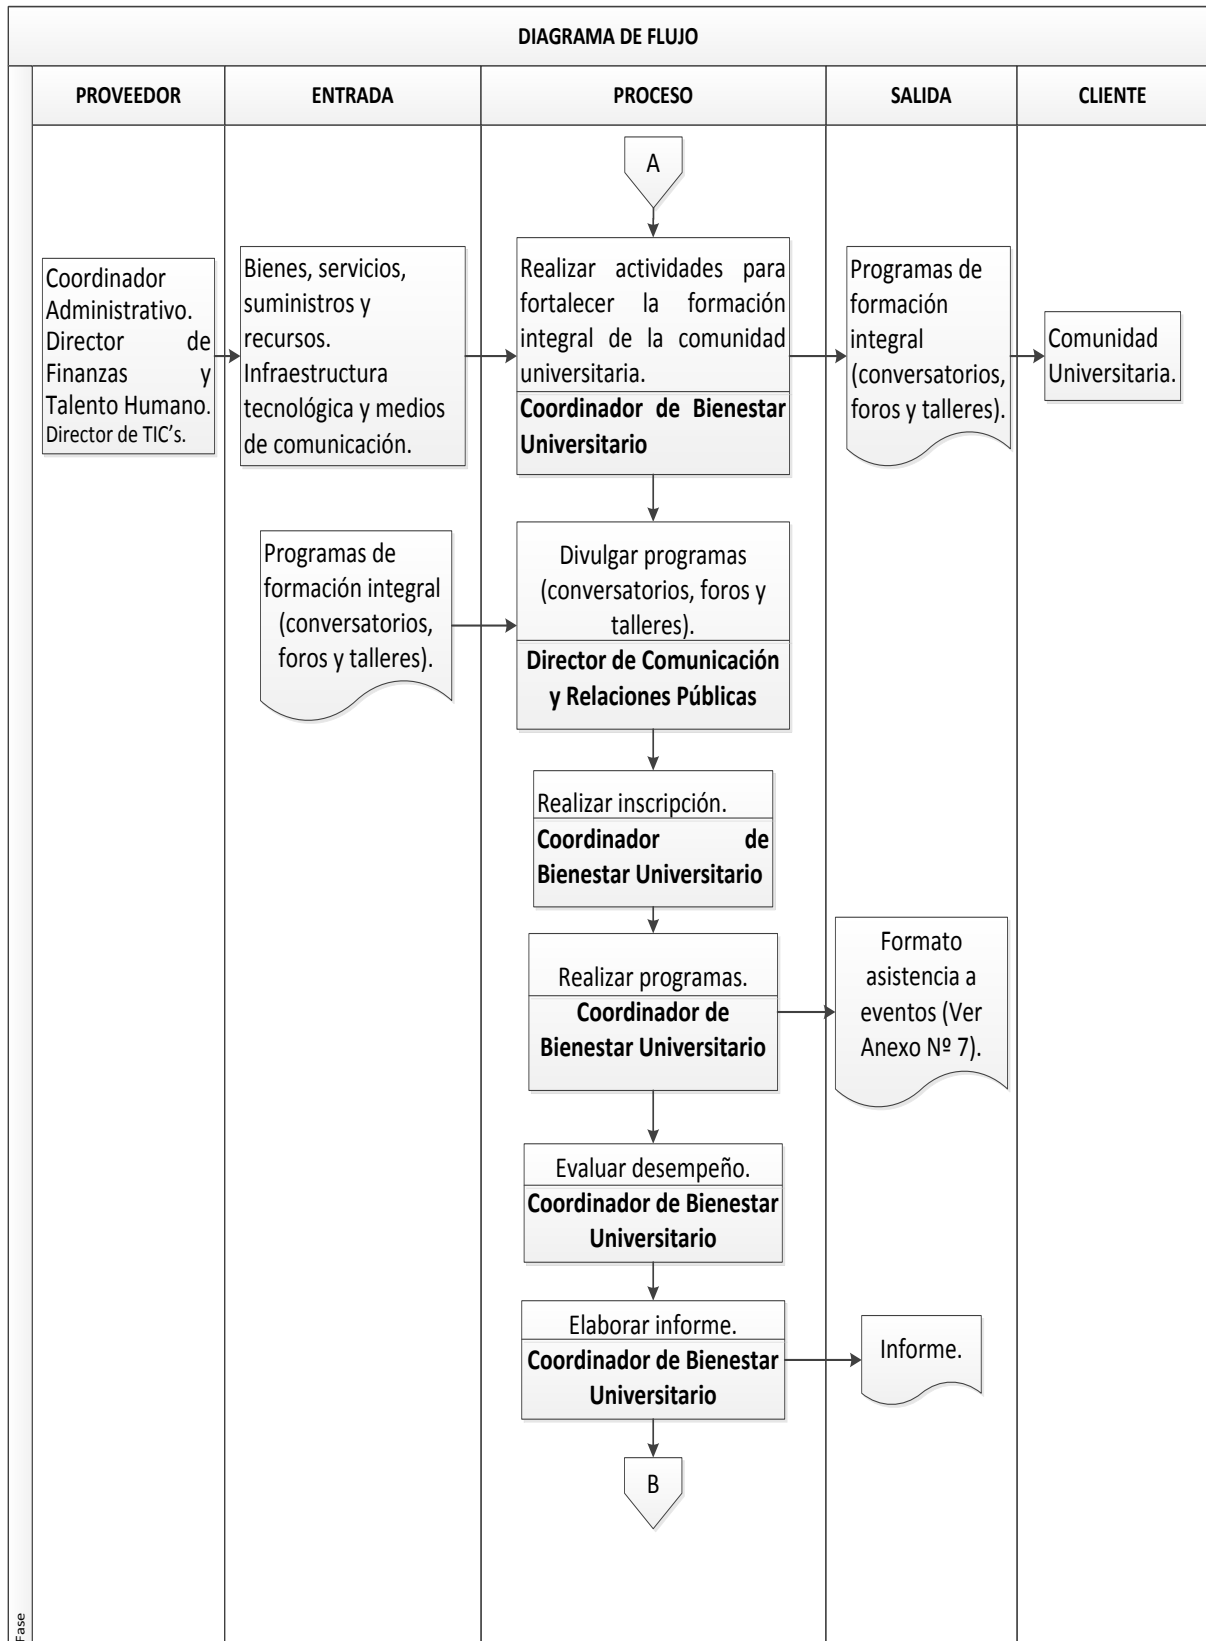 DIAGRAMA DE FLUJO
PROVEEDOR
ENTRADA
PROCESO
SALIDA
CLIENTE
A
Coordinador
Administrativo.
Director de
Finanzas y
Talento Humano.
Director de TIC’s.
Bienes, servicios,
suministros y
recursos.
Infraestructura
tecnológica y medios
de comunicación.
Realizar actividades para
fortalecer la formación
integral de la comunidad
universitaria.
Coordinador de Bienestar
Universitario
Programas de
formación
integral
(conversatorios,
foros y talleres).
Comunidad
Universitaria.
Programas de
formación integral
(conversatorios,
foros y talleres).
Divulgar programas
(conversatorios, foros y
talleres).
Director de Comunicación
y Relaciones Públicas
Realizar inscripción.
Coordinador de
Bienestar Universitario
Realizar programas.
Coordinador de
Bienestar Universitario
Formato
asistencia a
eventos (Ver
Anexo Nº 7).
Evaluar desempeño.
Coordinador de Bienestar
Universitario
Elaborar informe.
Coordinador de Bienestar
Universitario
Informe.
B
Fase